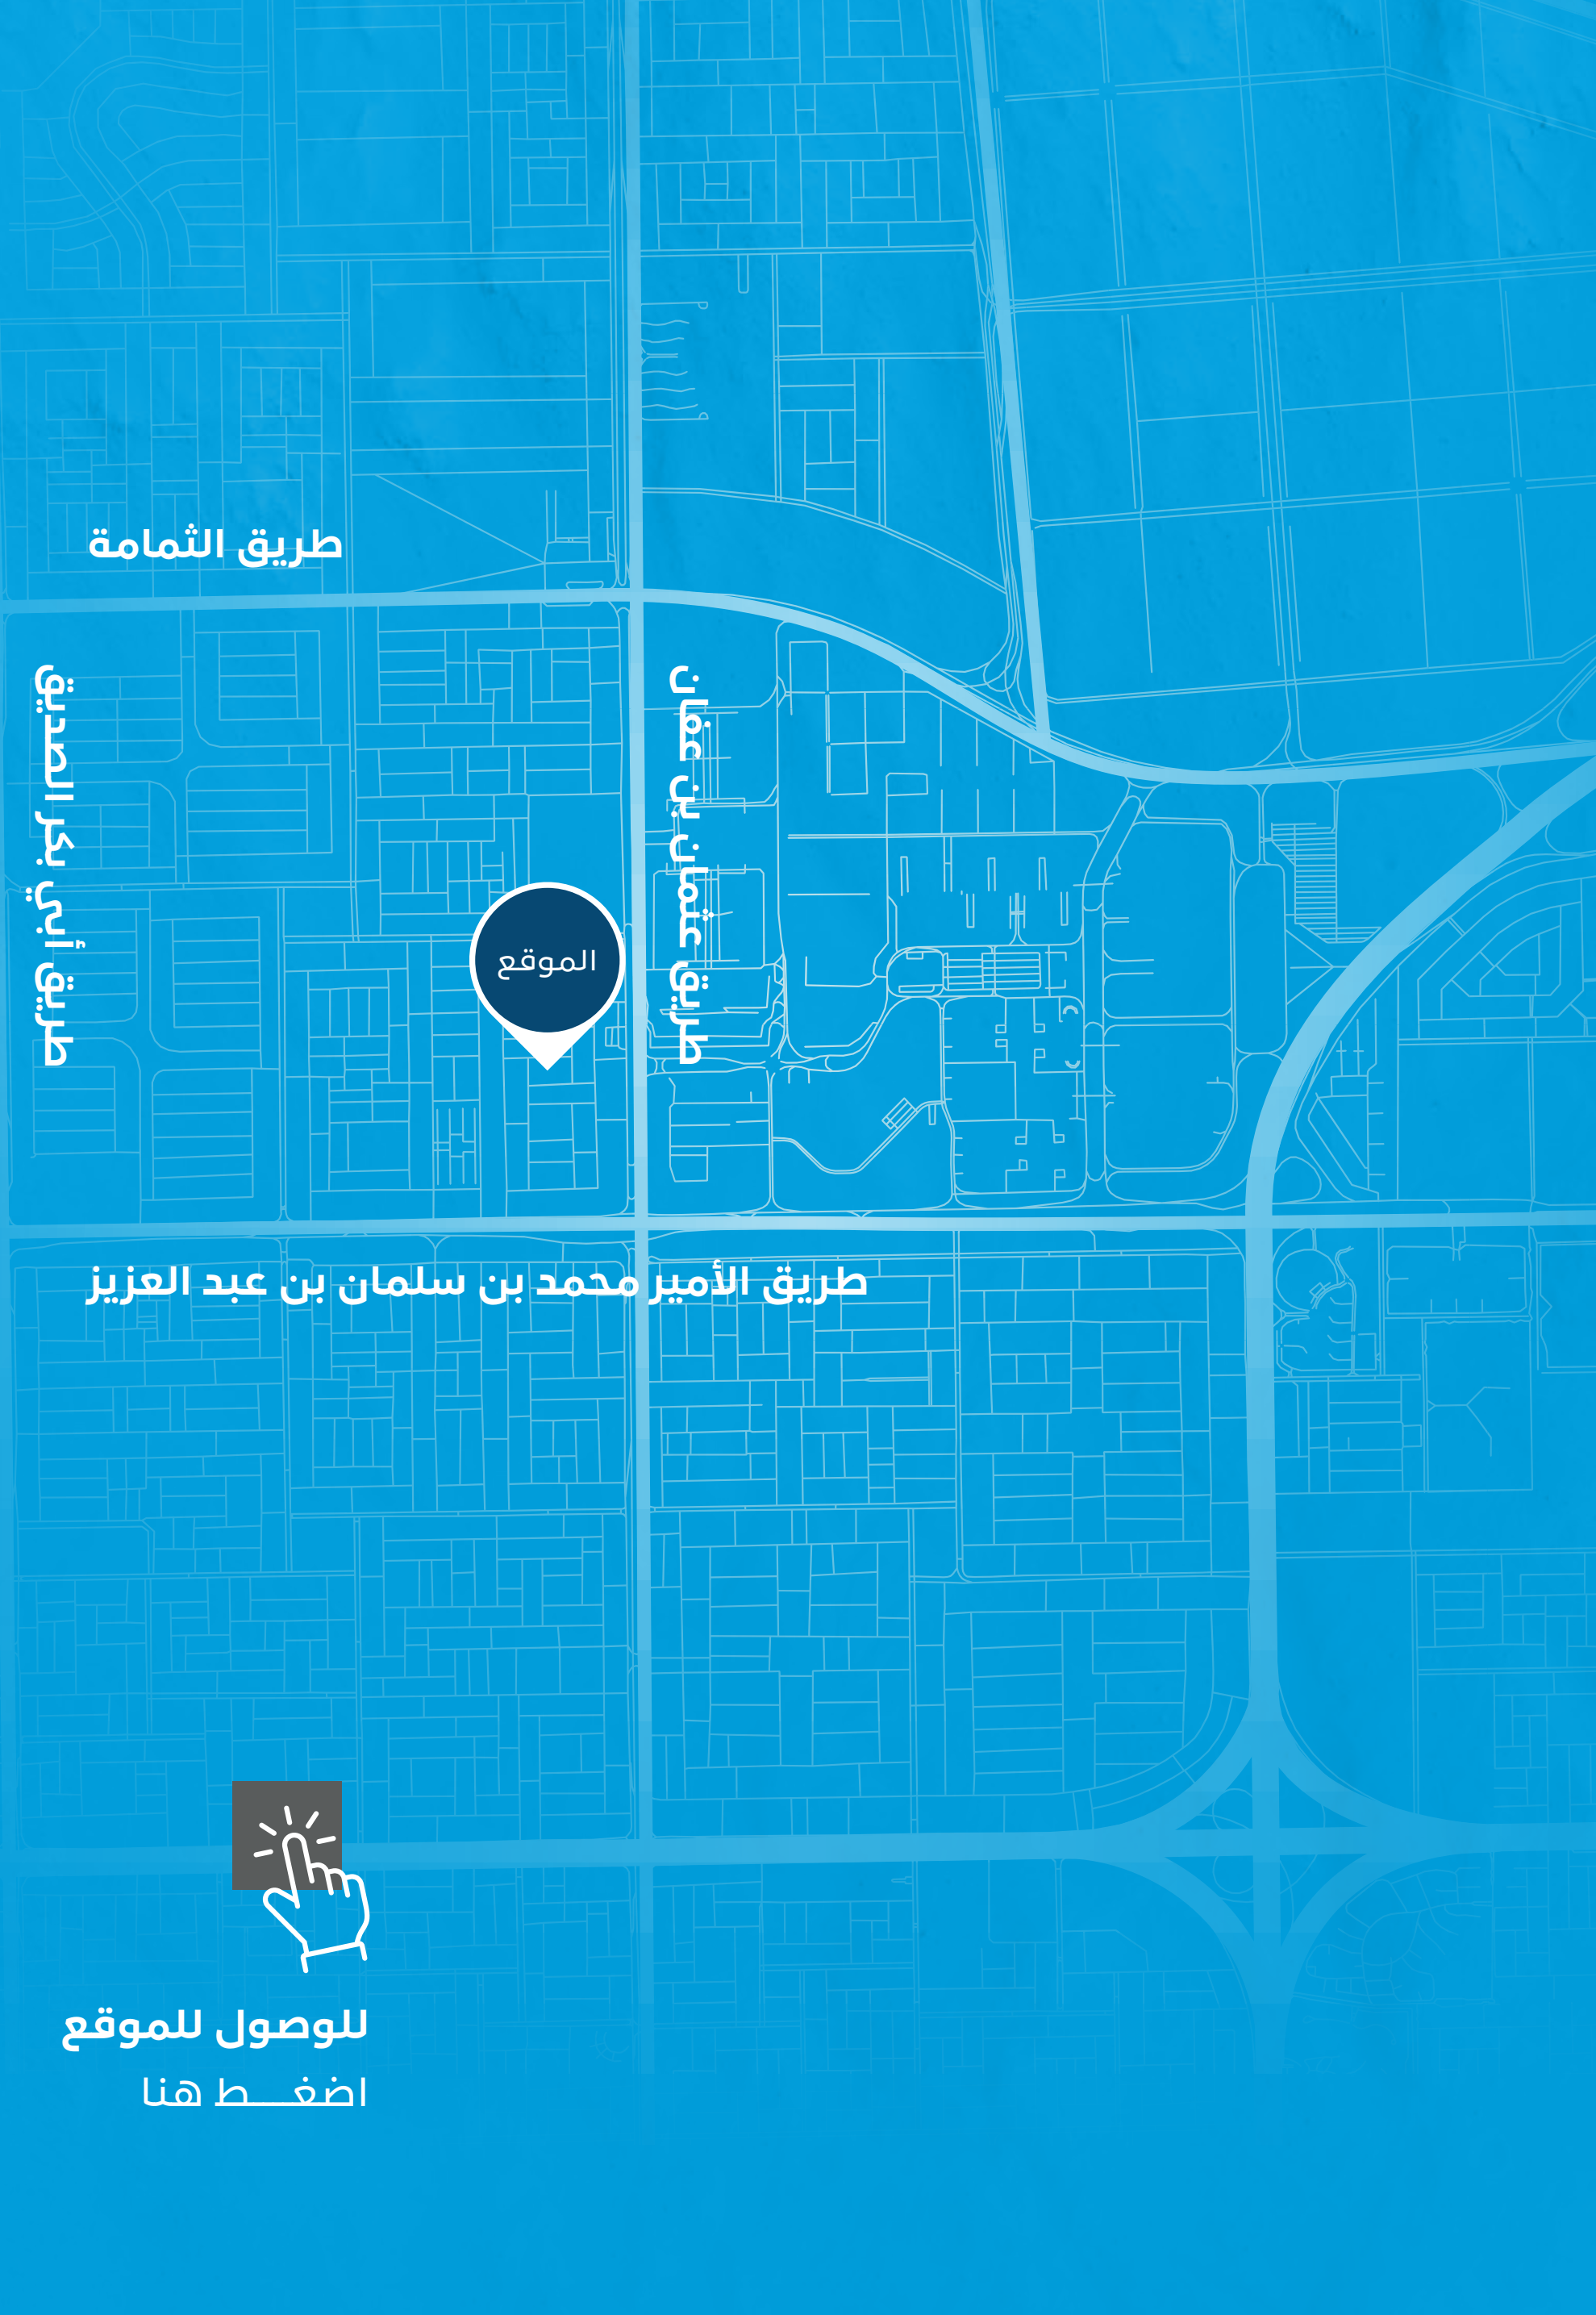 طريق الثمامة
طريق أبي بكر الصديق
طريق عثمان بن عفان
الموقع
طريق الأمير محمد بن سلمان بن عبد العزيز
للوصول للموقع
اضغـــط هنا